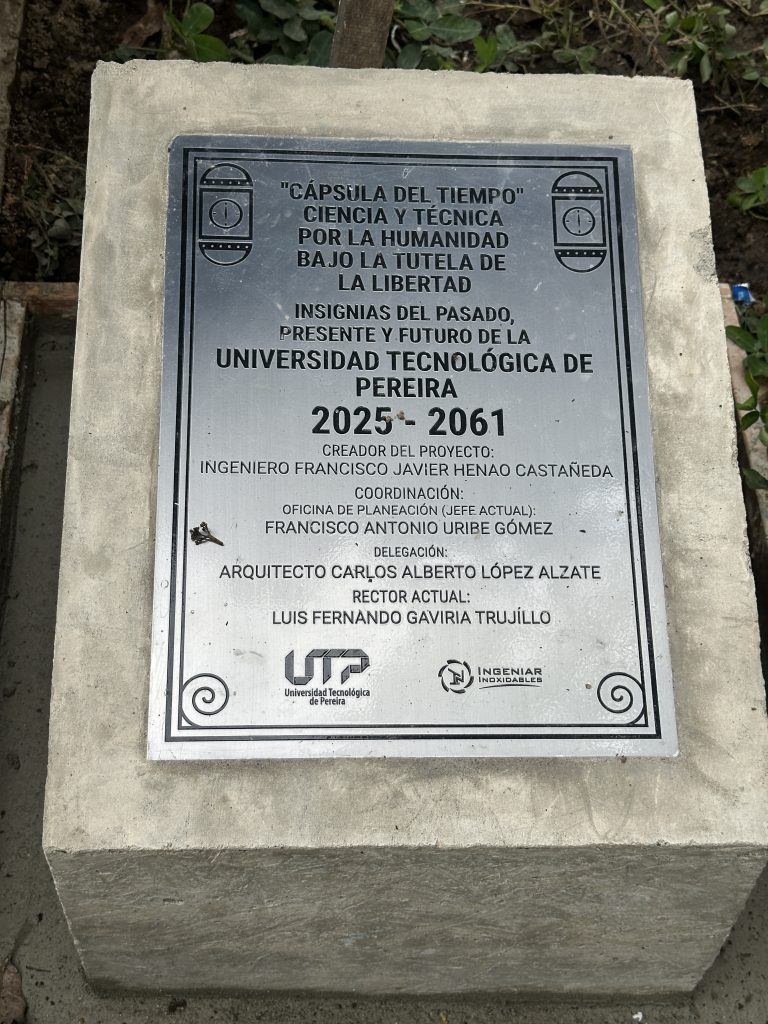 "CÁPSULA DEL TIEMPO"
CIENCIA Y TÉCNICA
POR LA HUMANIDAD
BAJO LA TUTELA DE
LA LIBERTAD
INSIGNIAS DEL PASADO,
PRESENTE Y FUTURO DE LA
UNIVERSIDAD TECNOLÓGICA DE
PEREIRA
2025 - 2061
CREADOR DEL PROYECTO:
INGENIERO FRANCISCO JAVIER HENAO CASTAÑEDA
COORDINACIÓN:
OFICINA DE PLANEACIÓN (JEFE ACTUAL):
FRANCISCO ANTONIO URIBE GÓMEZ
DELEGACIÓN:
ARQUITECTO CARLOS ALBERTO LÓPEZ ALZATE
RECTOR ACTUAL:
LUIS FERNANDO GAVIRIA TRUJÍLLO
UTP
Universidad Tecnológica
de Pereira
INGENIAR
INOXIDABLES